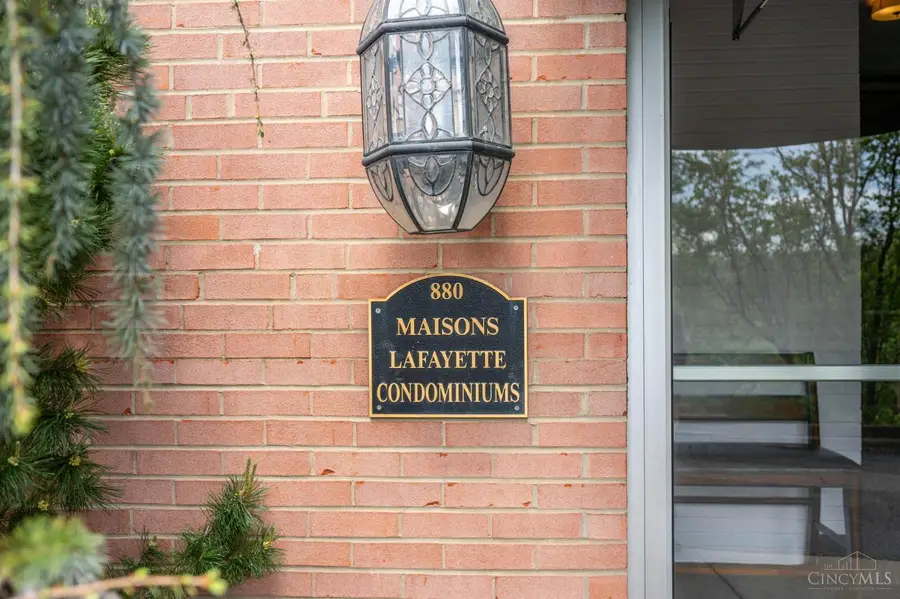 880
MAISONS
LAFAYETTE
CONDOMINIUMS
CINCYMLS